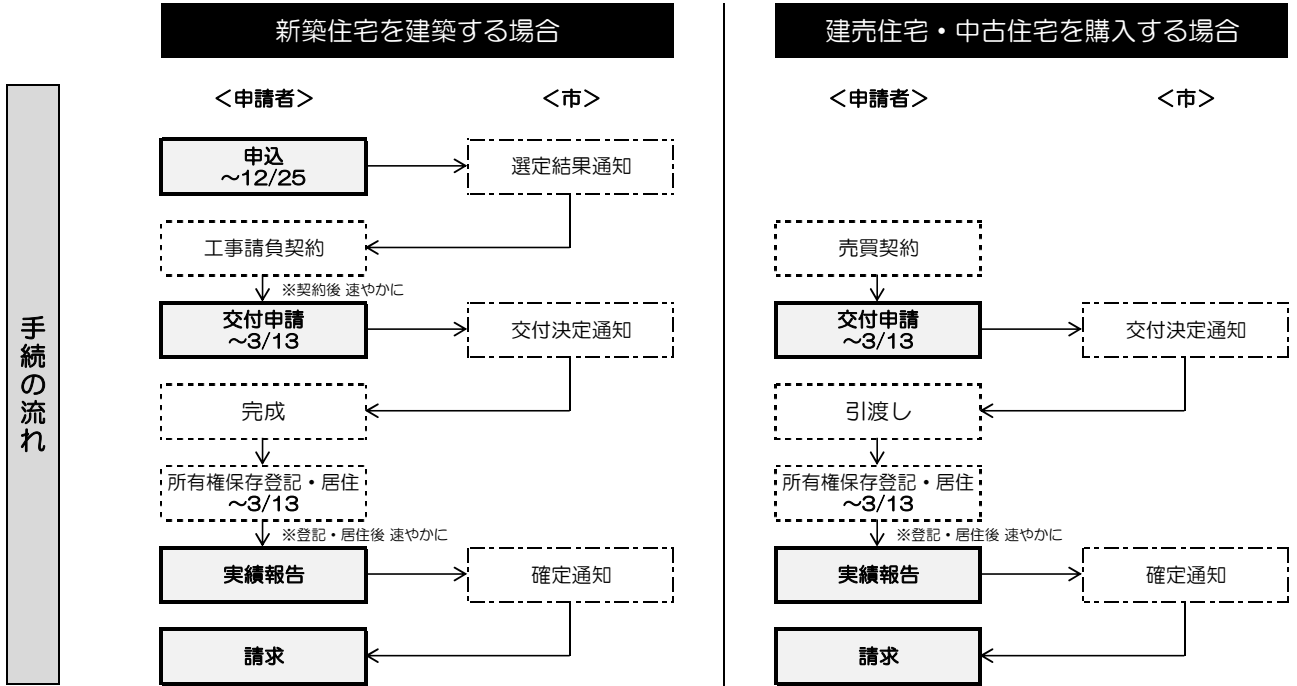 手続の流れ
新築住宅を建築する場合
＜申請者＞
＜市＞
申込
～12/25
選定結果通知
工事請負契約
※契約後 速やかに
交付申請
～3/13
交付決定通知
完成
所有権保存登記・居住
～3/13
※登記・居住後 速やかに
実績報告
確定通知
請求
建売住宅・中古住宅を購入する場合
＜申請者＞
＜市＞
売買契約
交付申請
～3/13
交付決定通知
引渡し
所有権保存登記・居住
～3/13
※登記・居住後 速やかに
実績報告
確定通知
請求